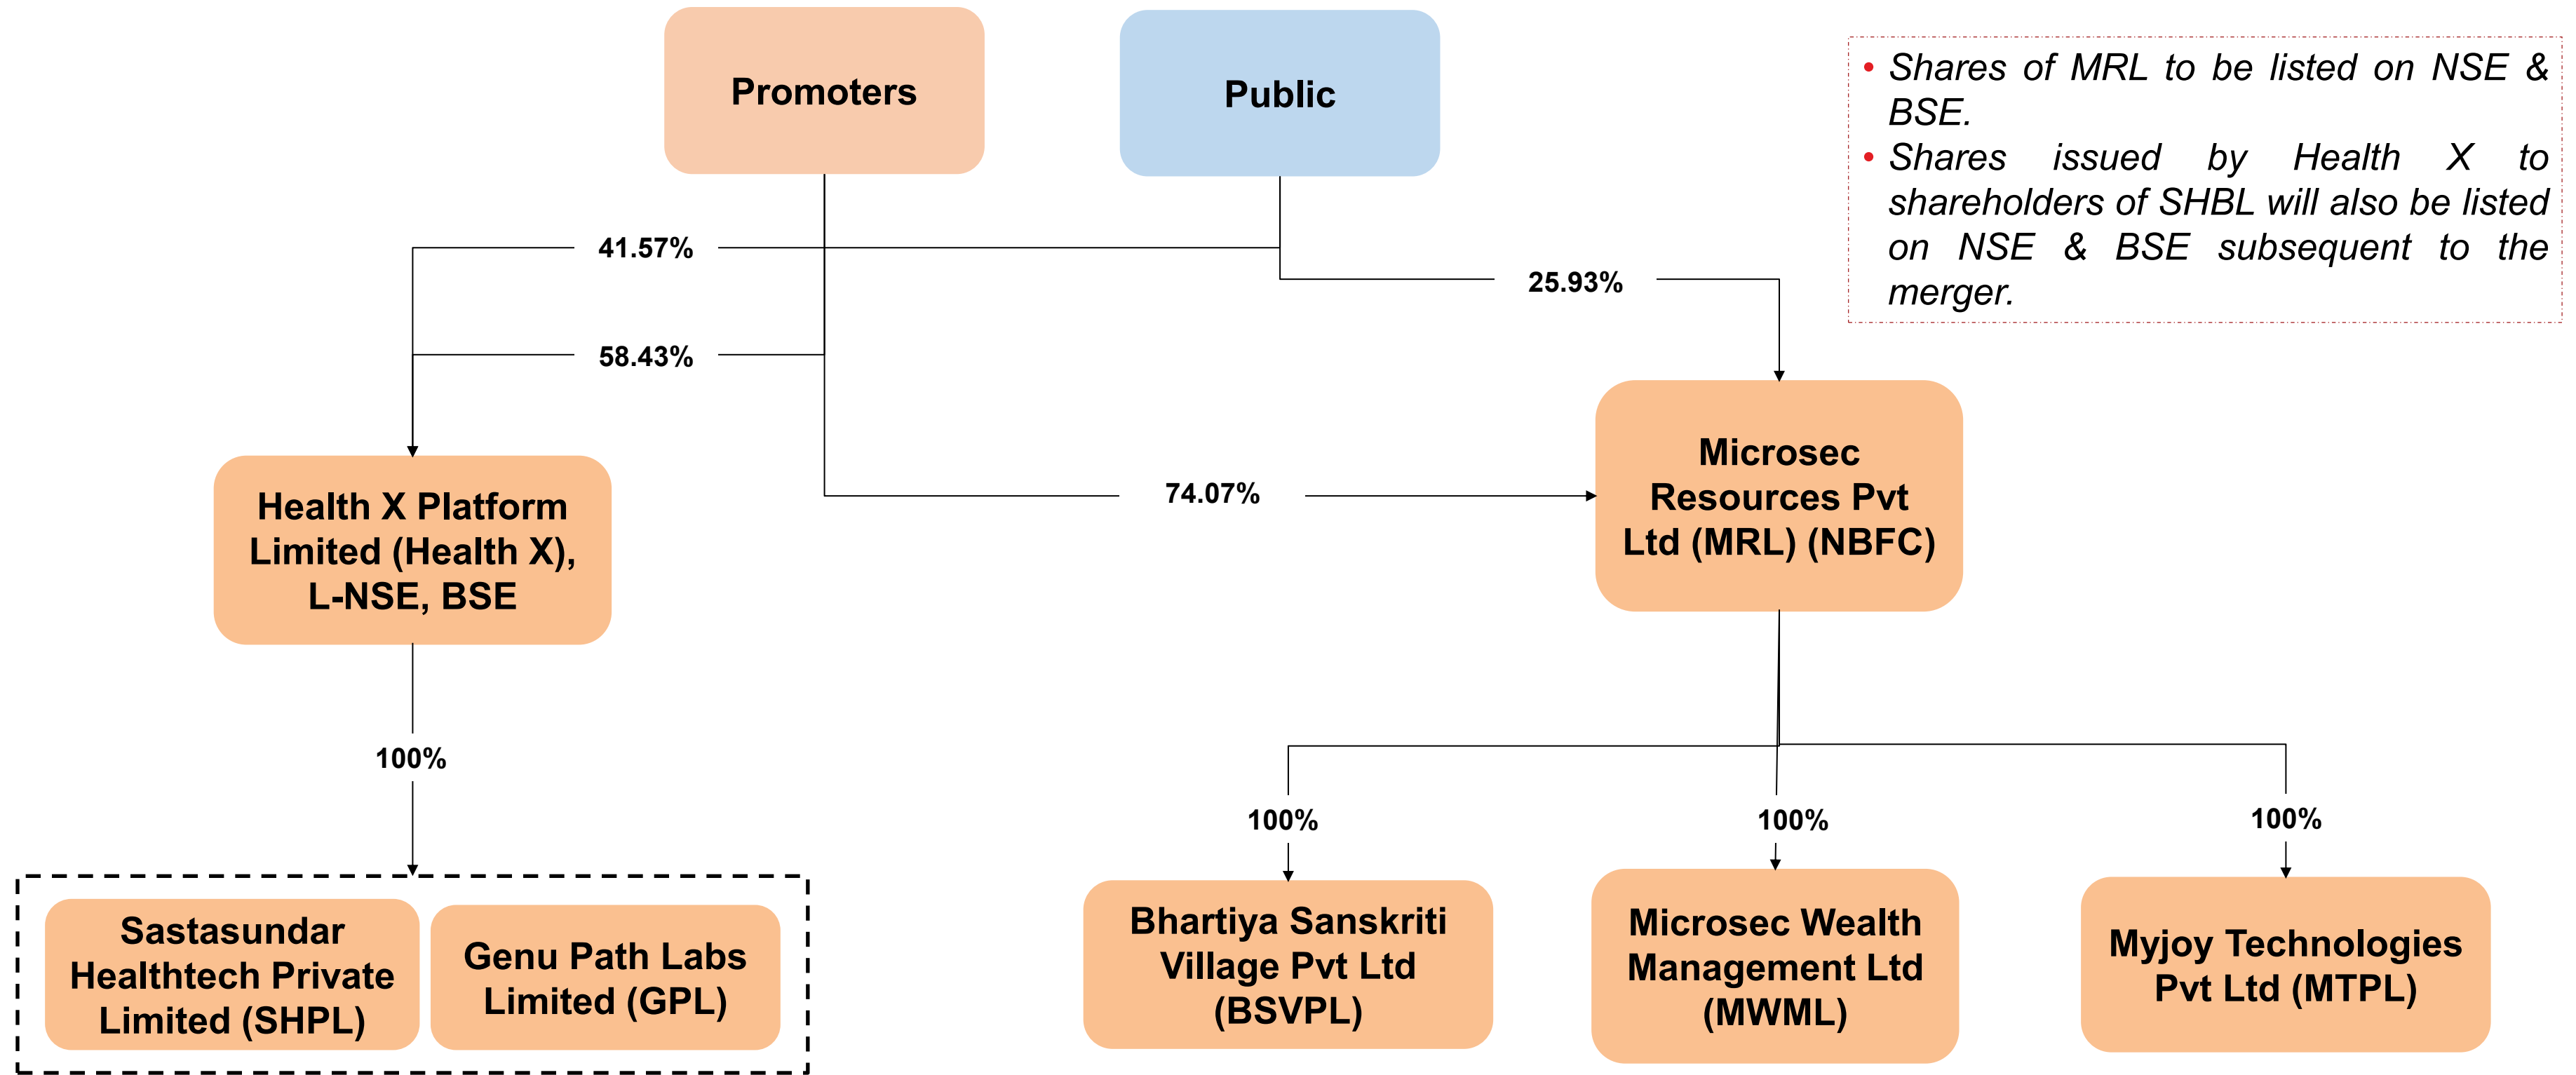 Promoters
Public
• Shares of MRL to be listed on NSE &
BSE.
• Shares issued by Health X to
shareholders of SHBL will also be listed
on NSE & BSE subsequent to the
merger.
41.57%
25.93%
58.43%
74.07%
Health X Platform
Limited (Health X),
L-NSE, BSE
Microsec
Resources Pvt
Ltd (MRL) (NBFC)
100%
100%
100%
100%
Sastasundar
Healthtech Private
Limited (SHPL)
Genu Path Labs
Limited (GPL)
Bhartiya Sanskriti
Village Pvt Ltd
(BSVPL)
Microsec Wealth
Management Ltd
(MWML)
Myjoy Technologies
Pvt Ltd (MTPL)